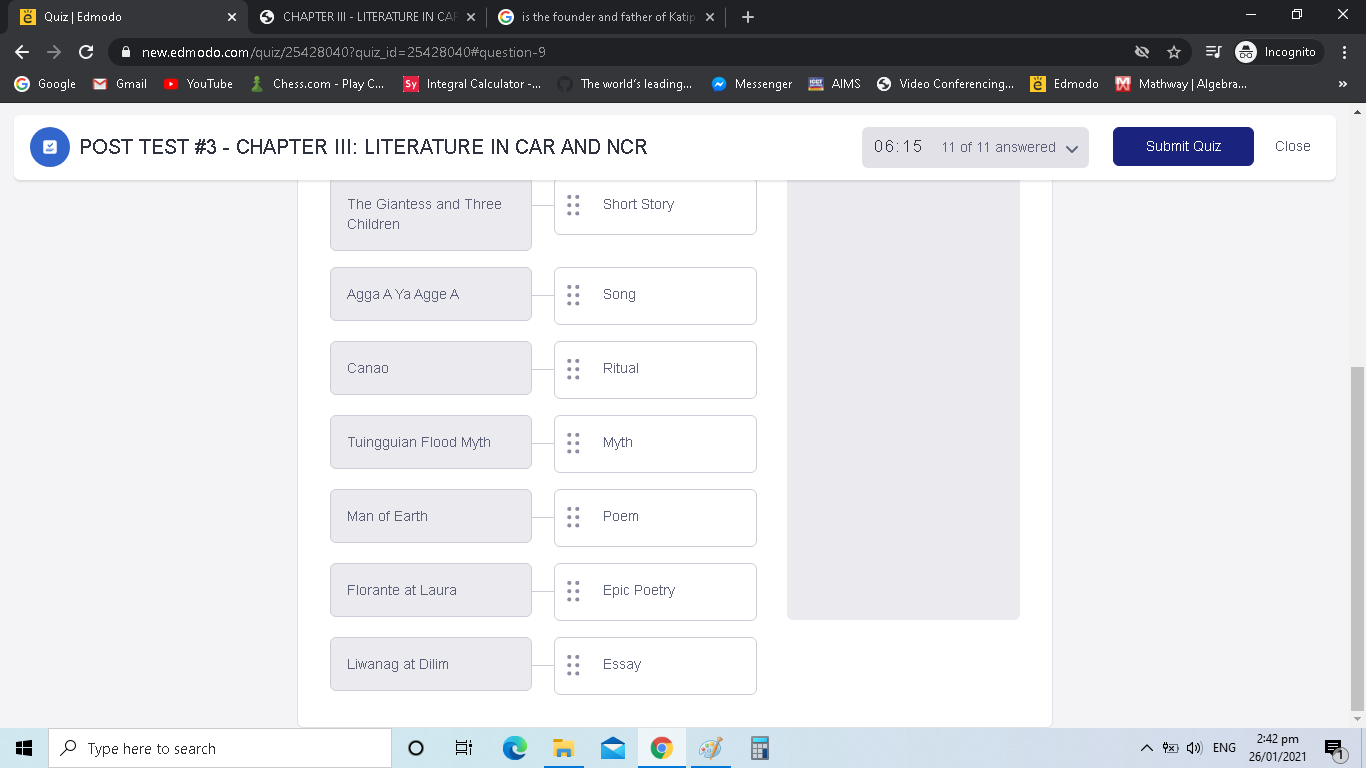 Quiz | Edmodo
CHAPTER III - LITERATURE IN CAR
is the founder and father of Katip
new.edmodo.com/quiz/25428040?quiz_id=25428040#question-9
Incognito
Google
Gmail
YouTube
Chess.com - Play C...
Sy
Integral Calculator -...
The world's leading...
Messenger
AIMS
Video Conferencing...
Edmodo
Mathway | Algebra...
»
POST TEST #3 - CHAPTER III: LITERATURE IN CAR AND NCR
06:15
11 of 11 answered
Submit Quiz
Close
The Giantess and Three
Children
Short Story
Agga A Ya Agge A
Song
Canao
Ritual
Tuingguian Flood Myth
Myth
Man of Earth
Poem
Florante at Laura
Epic Poetry
Liwanag at Dilim
Essay
Type here to search
ENG
2:42 pm
26/01/2021
1